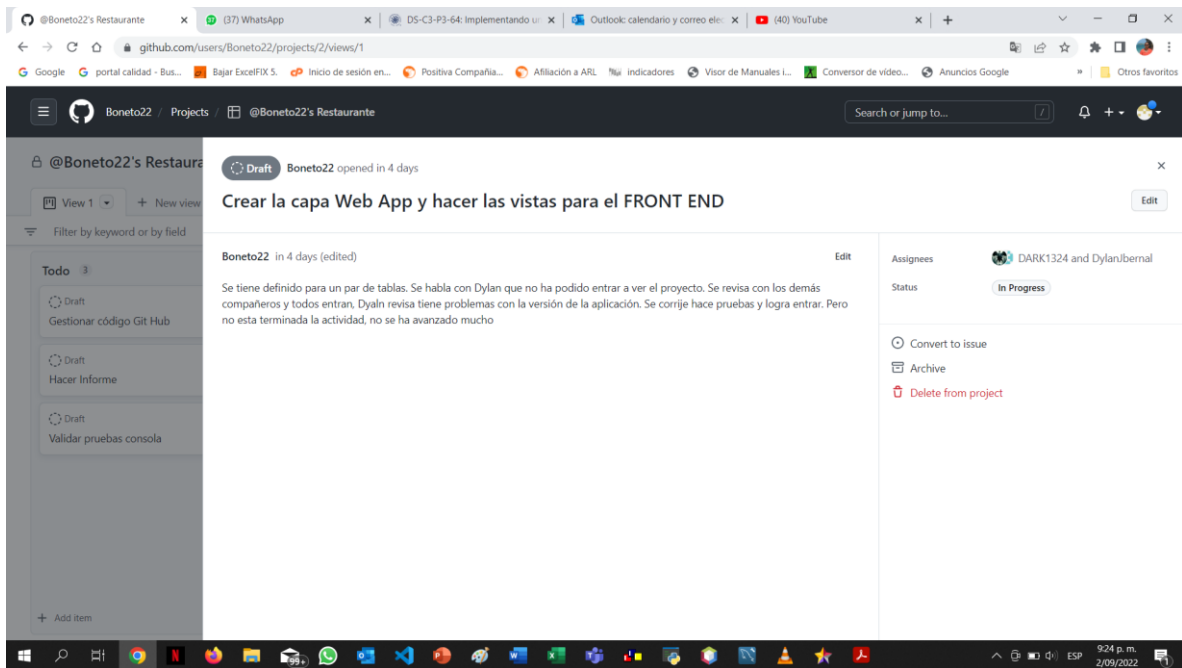 @Boneto22's Restaurante
(37) WhatsApp
DS-C3-P3-64: Implementando un
Outlook: calendario y correo elec
(40) YouTube
github.com/users/Boneto22/projects/2/views/1
Google
portal calidad - Bus...
Bajar ExcelFIX 5.
Inicio de sesión en...
Positiva Compañia...
Afiliación a ARL
indicadores
Visor de Manuales i...
Conversor de vídeo...
Anuncios Google
»
Otros favoritos
Boneto22 / Projects / @Boneto22's Restaurante
Search or jump to...
/
@Boneto22's Restaura
View 1
+ New view
Filter by keyword or by field
Todo 3
Draft
Gestionar código Git Hub
Draft
Hacer Informe
Draft
Validar pruebas consola
+ Add item
Draft Boneto22 opened in 4 days
Crear la capa Web App y hacer las vistas para el FRONT END
Edit
Boneto22 in 4 days (edited)
Edit
Se tiene definido para un par de tablas. Se habla con Dylan que no ha podido entrar a ver el proyecto. Se revisa con los demás
compañeros y todos entran, Dyaln revisa tiene problemas con la versión de la aplicación. Se corrije hace pruebas y logra entrar. Pero
no esta terminada la actividad, no se ha avanzado mucho
Assignees
DARK1324 and DylanJbernal
Status
In Progress
Convert to issue
Archive
Delete from project
99+
ESP
9:24 p. m.
2/09/2022